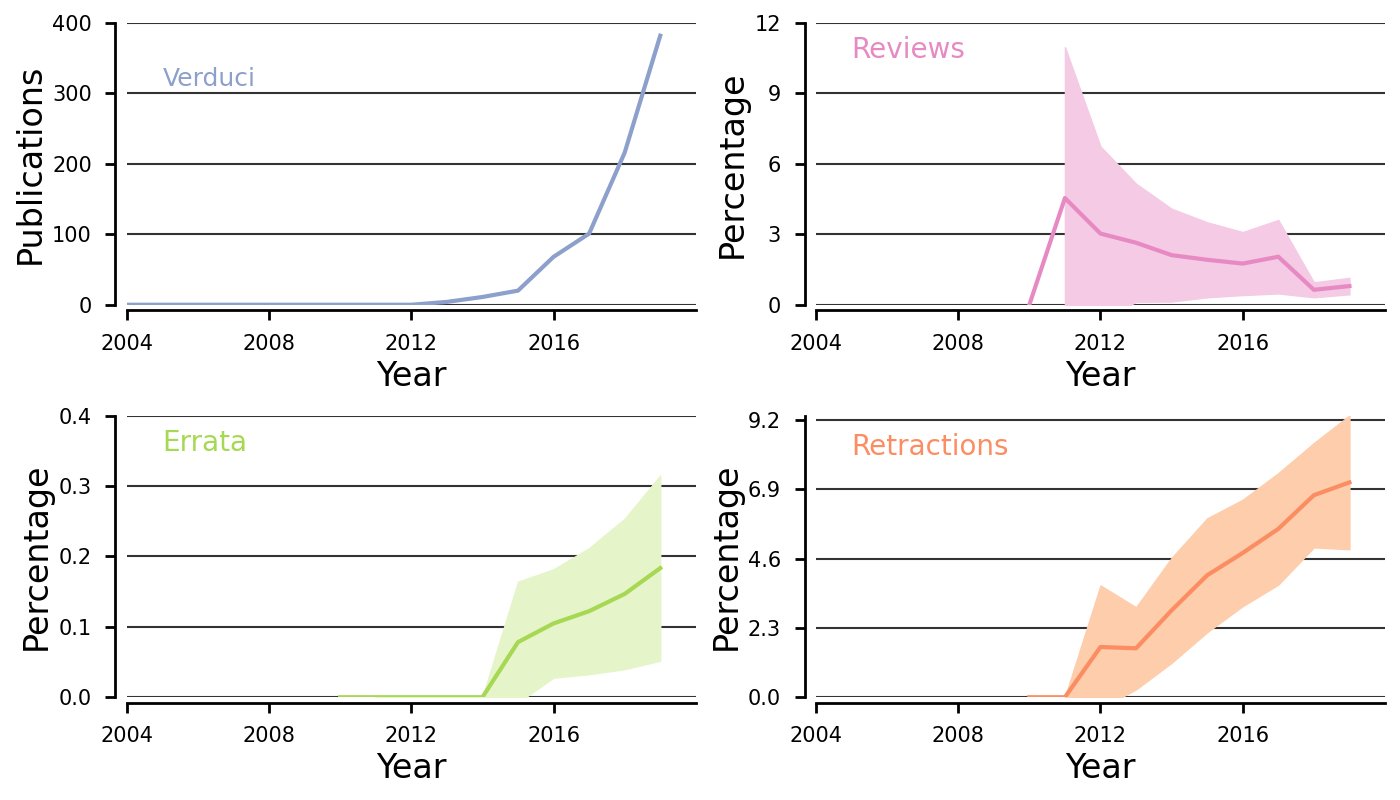 Publications
400
300
200
100
0
Verduci
2004 2008 2012 2016
Year
Percentage
12
9
6
3
0
Reviews
2004 2008 2012 2016
Year
Percentage
0.4
0.3
0.2
0.1
0.0
Errata
2004 2008 2012 2016
Year
Percentage
9.2
6.9
4.6
2.3
0.0
Retractions
2004 2008 2012 2016
Year